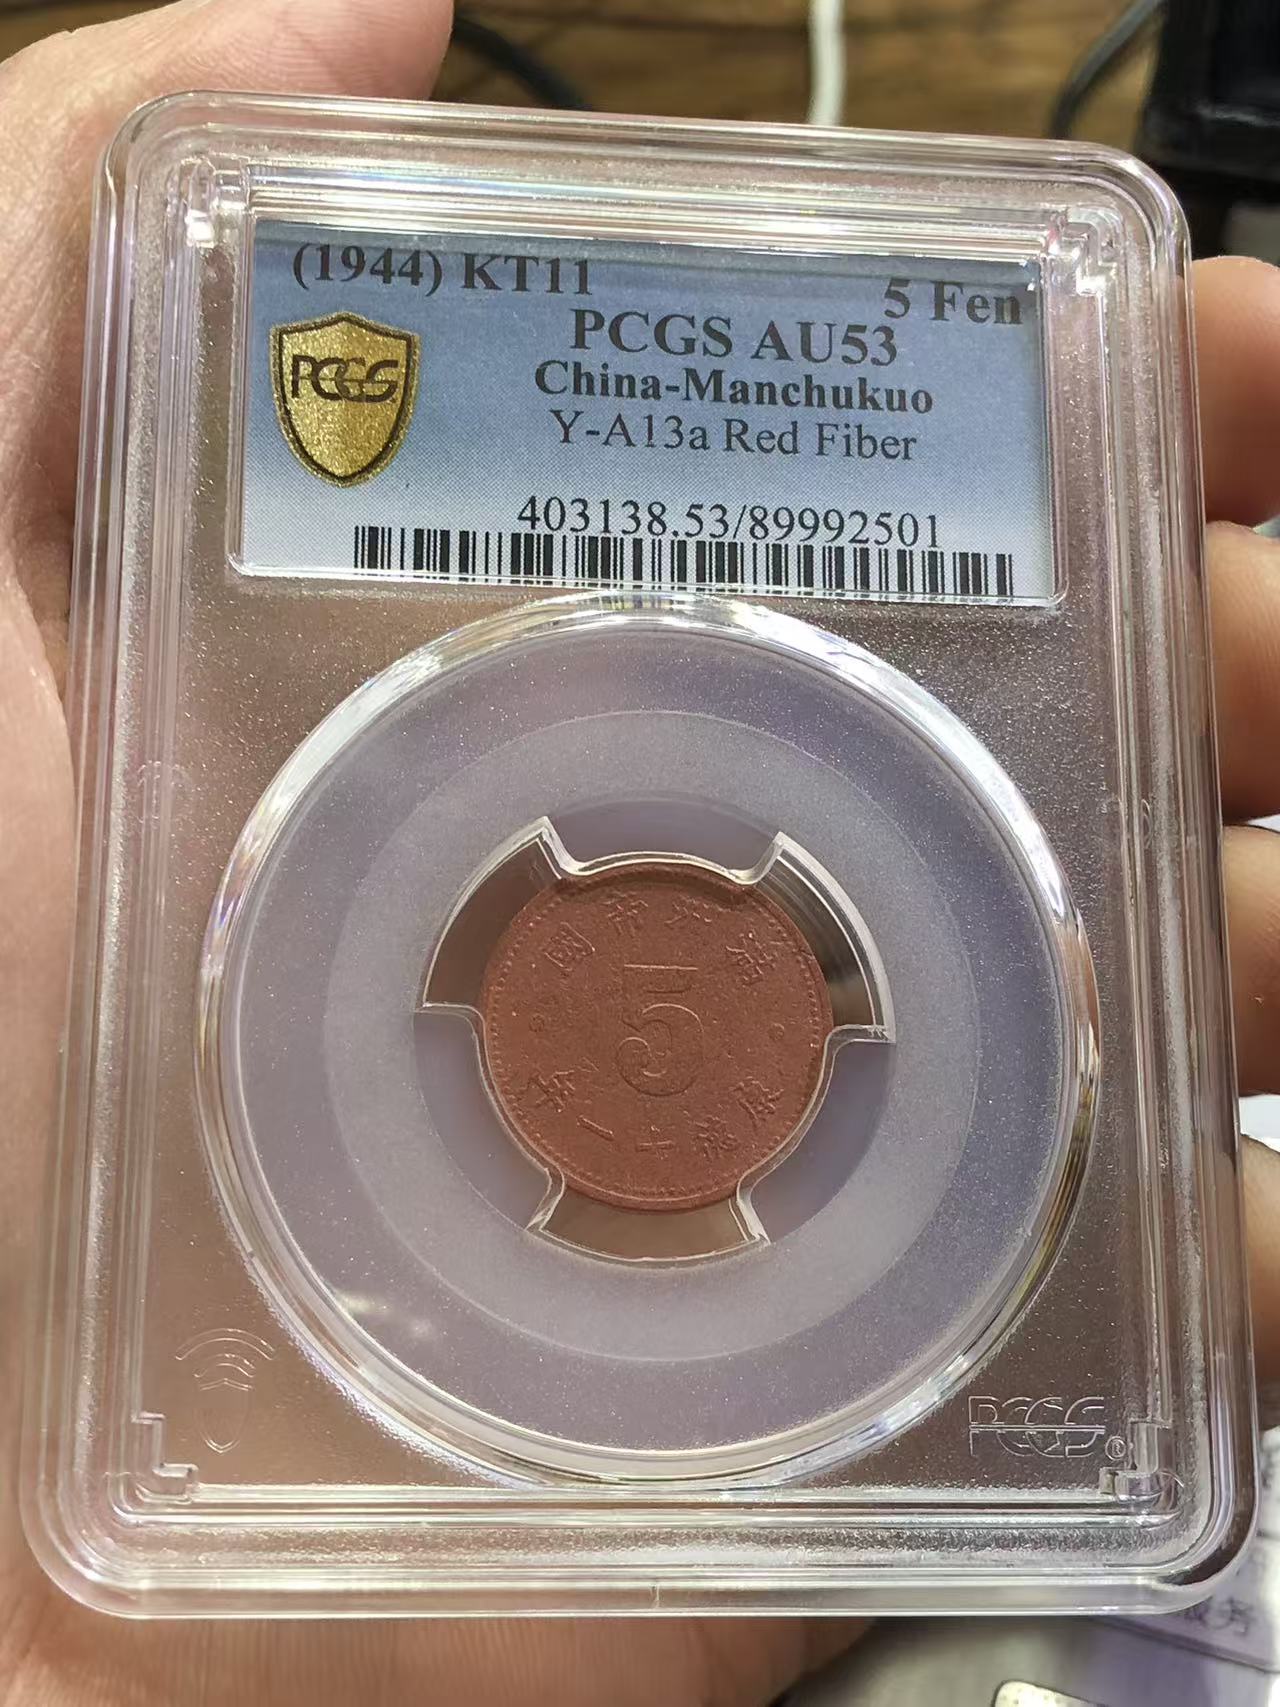 (1944) KT11
5 Fen
PCGS AU53
PCGS
China-Manchukuo
Y-A13a Red Fiber
403138.53/89992501
國帝洲滿
5
年一十德康
PCGS®